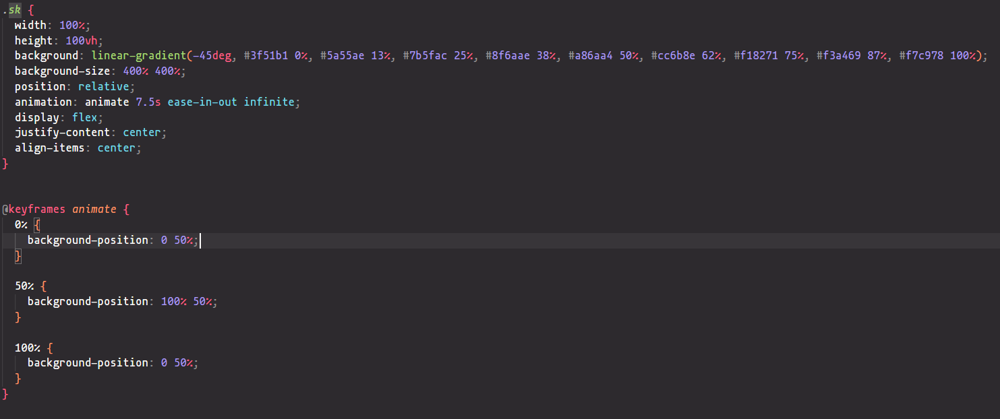 .sk {
width: 100%;
height: 100vh;
background: linear-gradient(-45deg, #3f51b1 0%, #5a55ae 13%, #7b5fac 25%, #8f6aae 38%, #a86aa4 50%, #cc6b8e 62%, #f18271 75%, #f3a469 87%, #f7c978 100%);
background-size: 400% 400%;
position: relative;
animation: animate 7.5s ease-in-out infinite;
display: flex;
justify-content: center;
align-items: center;
}
@keyframes animate {
0% {
background-position: 0 50%;
}
50% {
background-position: 100% 50%;
}
100% {
background-position: 0 50%;
}
}